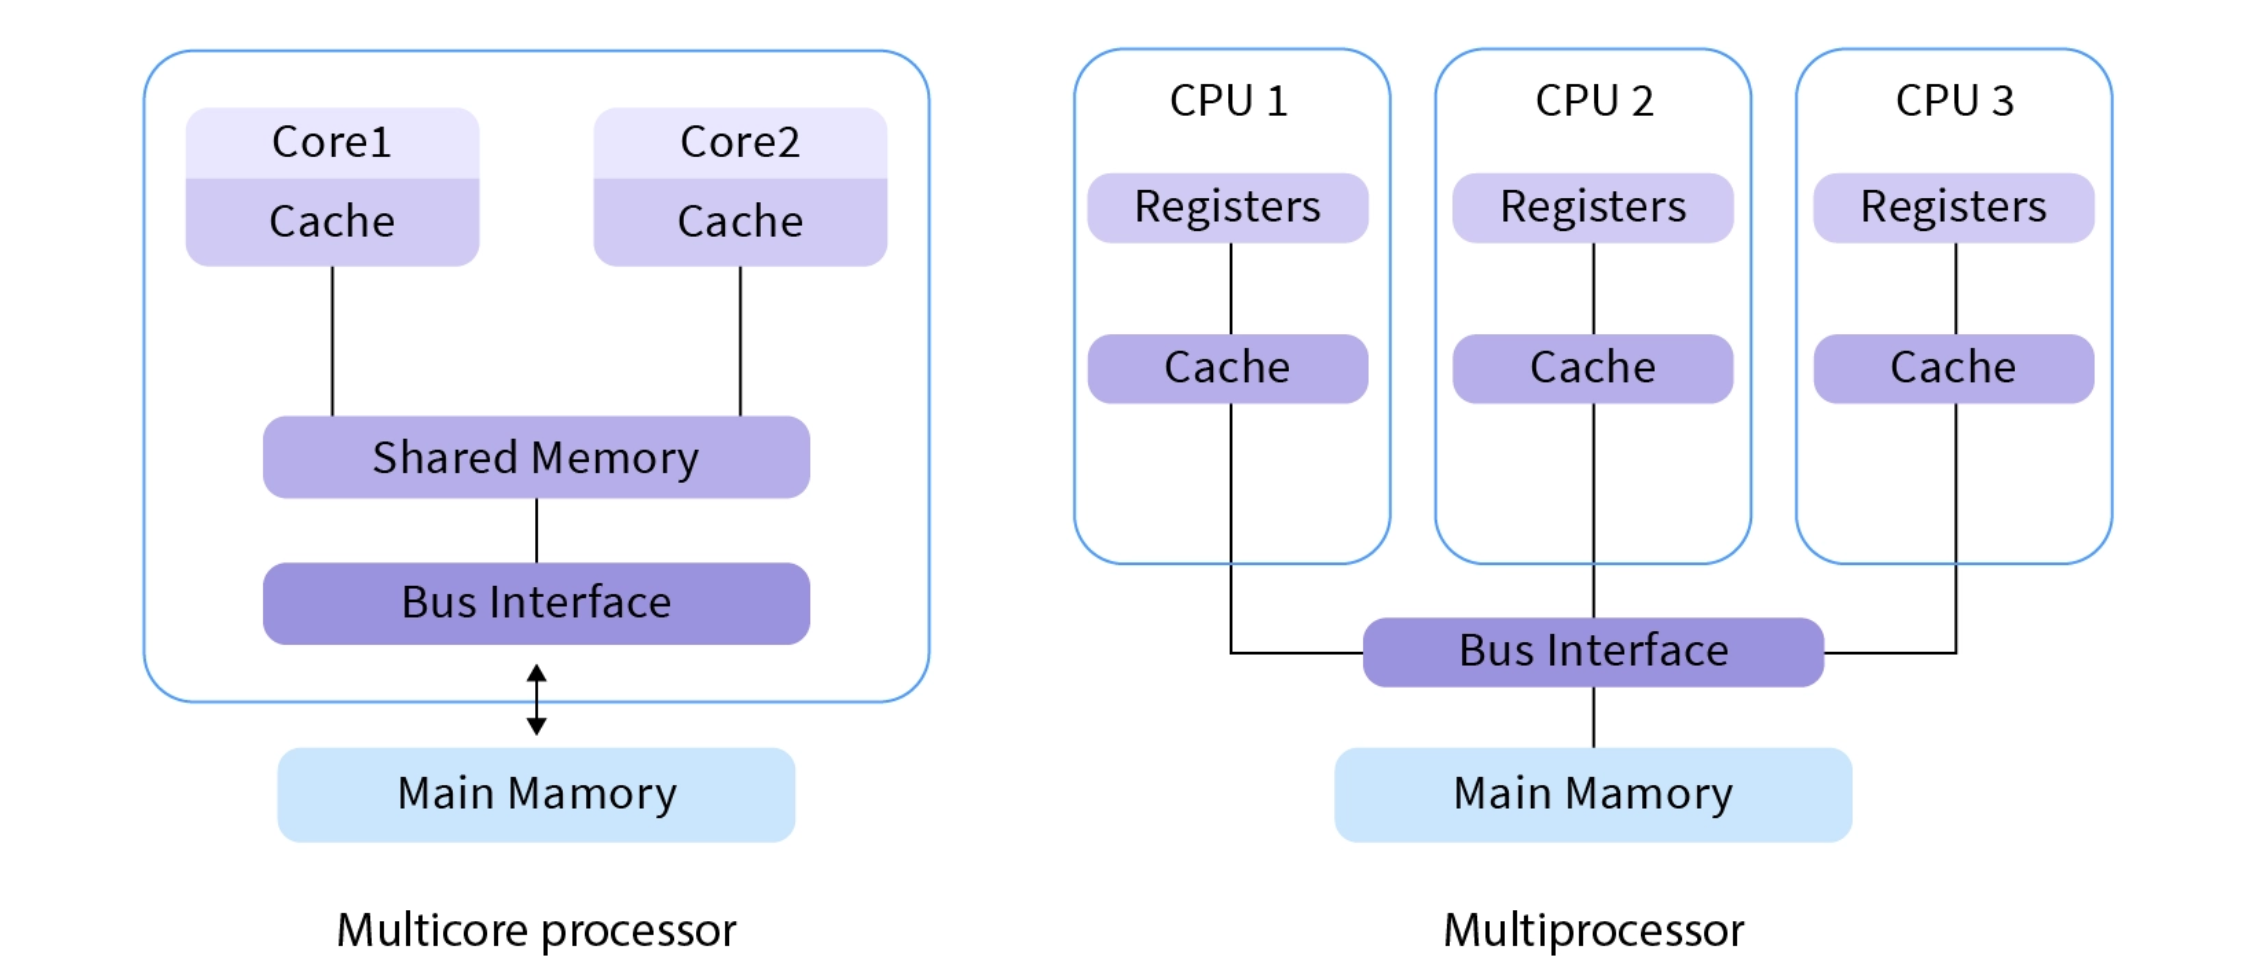 Core1
Cache
Core2
Cache
Shared Memory
Bus Interface
Main Mamory
Multicore processor
CPU 1
Registers
Cache
CPU 2
Registers
Cache
CPU 3
Registers
Cache
Bus Interface
Main Mamory
Multiprocessor